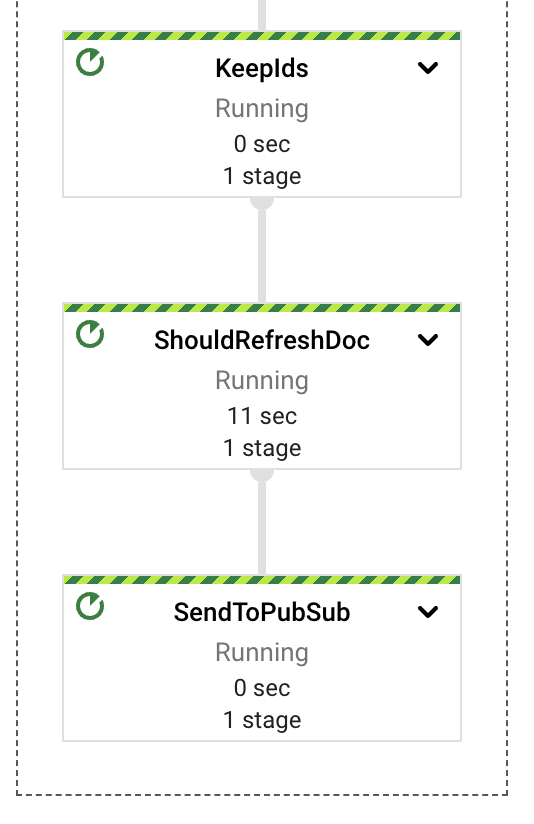 KeepIds
Running
0 sec
1 stage
ShouldRefreshDoc
Running
11 sec
1 stage
SendToPubSub
Running
0 sec
1 stage